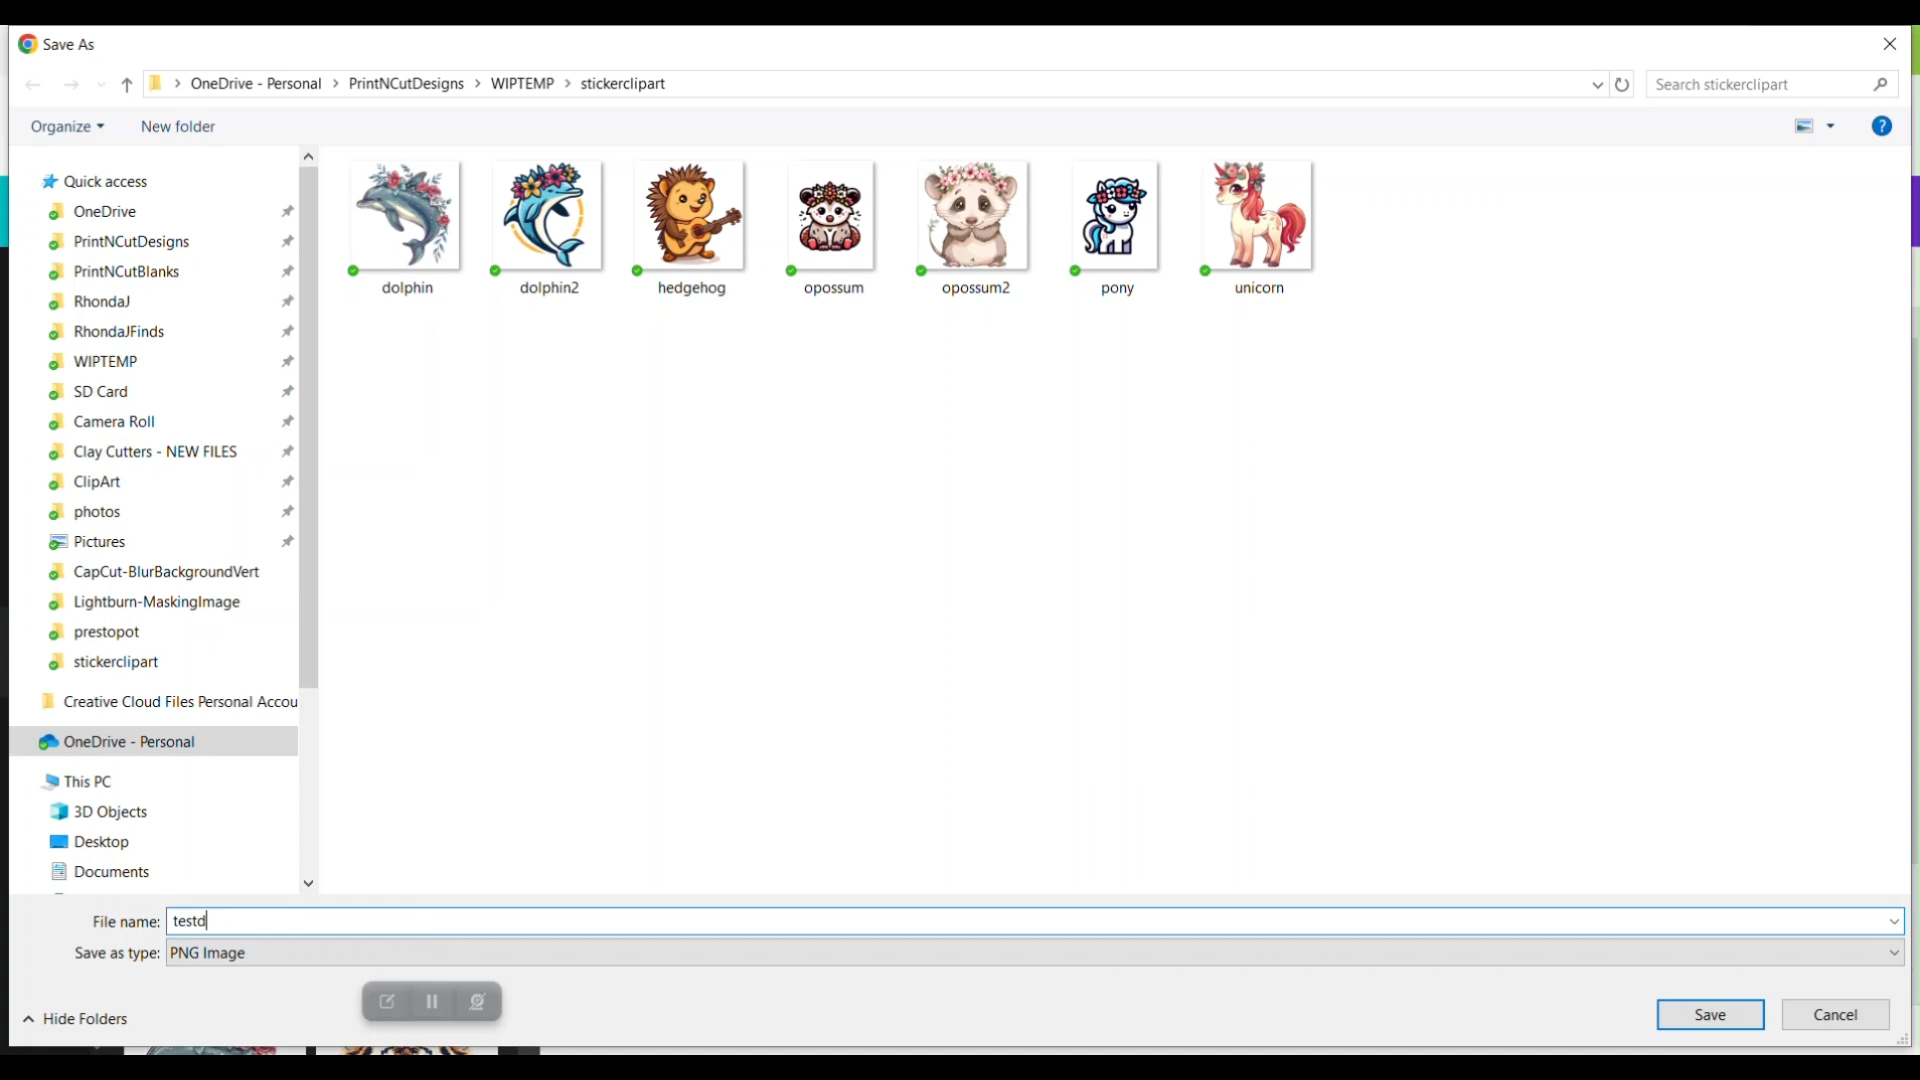 Save As
OneDrive - Personal > PrintNCutDesigns > WIPTEMP > stickerclipart
Search stickerclipart
Organize
New folder
?
Quick access
OneDrive
PrintNCutDesigns
PrintNCutBlanks
RhondaJ
RhondaJFinds
WIPTEMP
SD Card
Camera Roll
Clay Cutters - NEW FILES
ClipArt
photos
Pictures
CapCut-BlurBackgroundVert
Lightburn-MaskingImage
prestopot
stickerclipart
Creative Cloud Files Personal Accou
OneDrive - Personal
This PC
3D Objects
Desktop
Documents
dolphin
dolphin2
hedgehog
opossum
opossum2
pony
unicorn
File name: testd
Save as type: PNG Image
Hide Folders
Save
Cancel